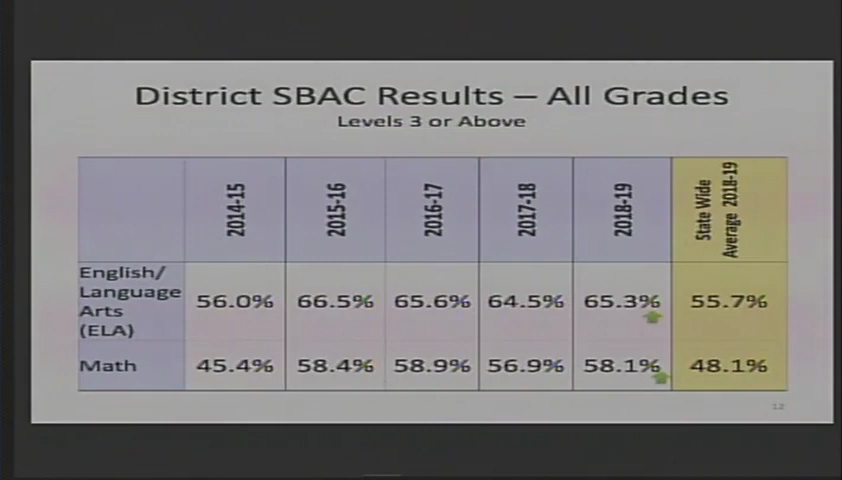 District SBAC Results – All Grades
Levels 3 or Above
2014-15 2015-16 2016-17 2017-18 2018-19 State Wide Average 2018-19
English/
Language
Arts
(ELA)
56.0% 66.5% 65.6% 64.5% 65.3% 55.7%
Math 45.4% 58.4% 58.9% 56.9% 58.1% 48.1%
12